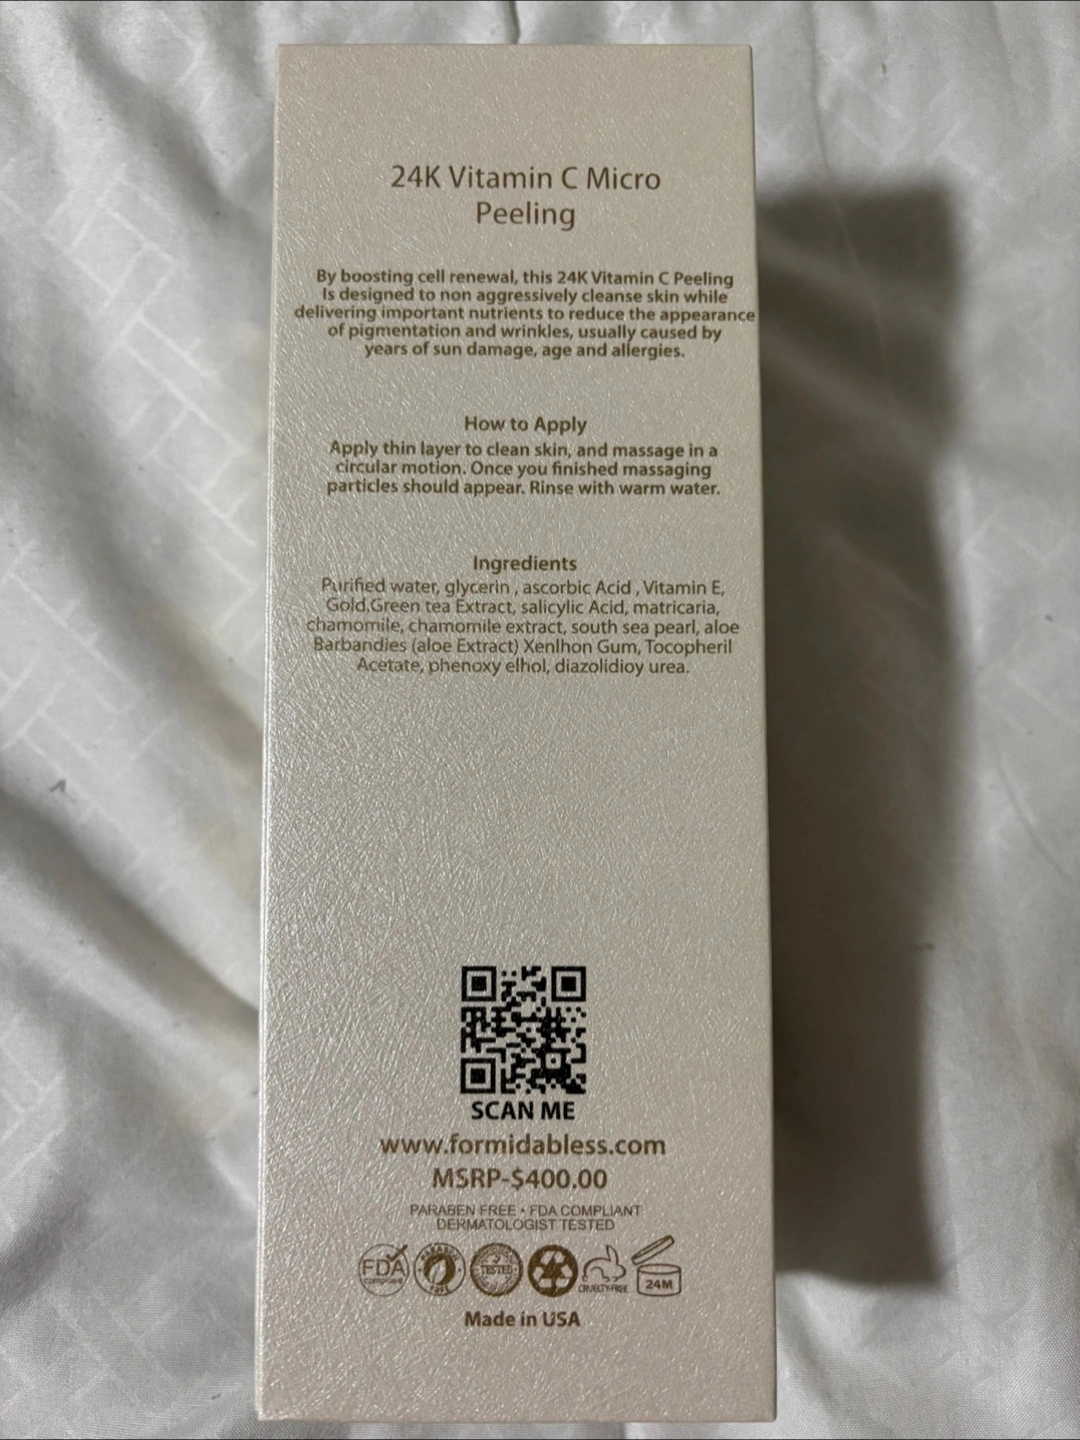 24K Vitamin C Micro
Peeling
By boosting cell renewal, this 24K Vitamin C Peeling
Is designed to non aggressively cleanse skin while
delivering important nutrients to reduce the appearance
of pigmentation and wrinkles, usually caused by
years of sun damage, age and allergies.
How to Apply
Apply thin layer to clean skin, and massage in a
circular motion. Once you finished massaging
particles should appear. Rinse with warm water.
Ingredients
Purified water, glycerin , ascorbic Acid , Vitamin E,
Gold,Green tea Extract, salicylic Acid, matricaria,
chamomile, chamomile extract, south sea pearl, aloe
Barbandies (aloe Extract) Xenlhon Gum, Tocopheril
Acetate, phenoxy elhol, diazolidioy urea.
SCAN ME
www.formidabless.com
MSRP-$400.00
PARABEN FREE • FDA COMPLIANT
DERMATOLOGIST TESTED
FDA
compliant
PARABEN
FREE
TESTED
CRUELTY-FREE
24M
Made in USA